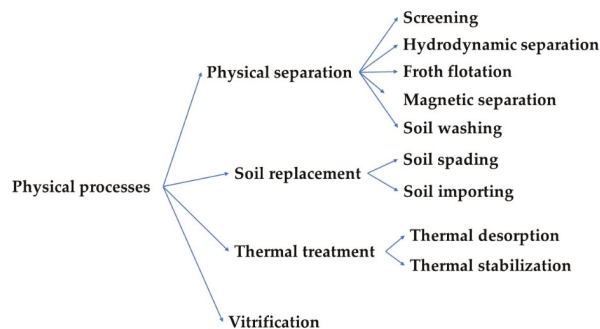 Screening
Hydrodynamic separation
Physical separation
Froth flotation
Magnetic separation
Soil washing
Soil spading
Soil replacement
Physical processes
Soil importing
Thermal desorption
Thermal treatment
Thermal stabilization
Vitrification